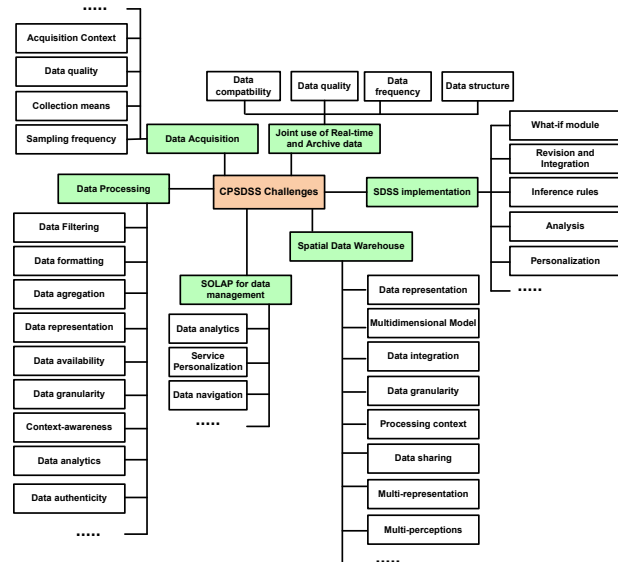 .....
Acquisition Context
Data quality
Collection means
Sampling frequency
Data Acquisition
Data
compatbility
Data quality
Data
frequency
Data structure
Joint use of Real-time
and Archive data
What-if module
Revision and
Integration
Inference rules
Analysis
Personalization
.....
SDSS implementation
CPSDSS Challenges
Data Processing
Data Filtering
Data formatting
Data agregation
Data representation
Data availability
Data granularity
Context-awareness
Data analytics
Data authenticity
.....
SOLAP for data
management
Data analytics
Service
Personalization
Data navigation
.....
Spatial Data Warehouse
Data representation
Multidimensional Model
Data integration
Data granularity
Processing context
Data sharing
Multi-representation
Multi-perceptions
.....